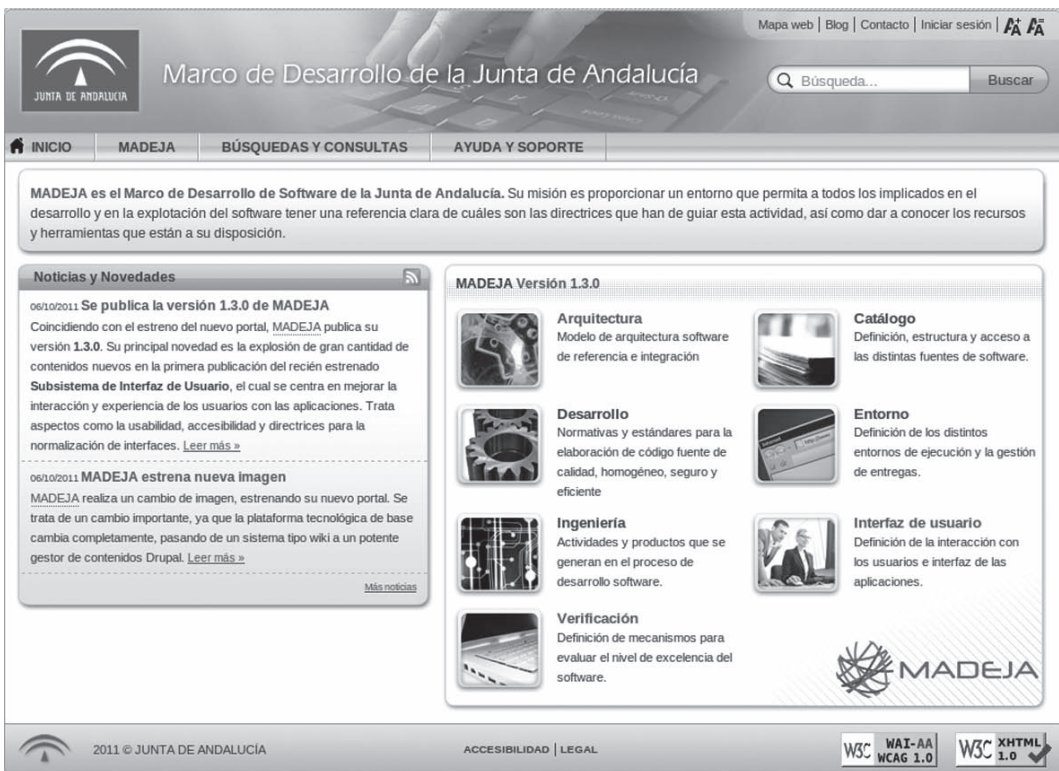 Mapa web | Blog | Contacto | Iniciar sesión | A+ A=
JUNTA DE ANDALUCIA
Marco de Desarrollo de la Junta de Andalucía
Búsqueda...
Buscar
INICIO
MADEJA
BÚSQUEDAS Y CONSULTAS
AYUDA Y SOPORTE
MADEJA es el Marco de Desarrollo de Software de la Junta de Andalucía. Su misión es proporcionar un entorno que permita a todos los implicados en el
desarrollo y en la explotación del software tener una referencia clara de cuáles son las directrices que han de guiar esta actividad, así como dar a conocer los recursos
y herramientas que están a su disposición.
Noticias y Novedades
06/10/2011 Se publica la versión 1.3.0 de MADEJA
Coincidiendo con el estreno del nuevo portal, MADEJA publica su
versión 1.3.0. Su principal novedad es la explosión de gran cantidad de
contenidos nuevos en la primera publicación del recién estrenado
Subsistema de Interfaz de Usuario, el cual se centra en mejorar la
interacción y experiencia de los usuarios con las aplicaciones. Trata
aspectos como la usabilidad, accesibilidad y directrices para la
normalización de interfaces. Leer más »
06/10/2011 MADEJA estrena nueva imagen
MADEJA realiza un cambio de imagen, estrenando su nuevo portal. Se
trata de un cambio importante, ya que la plataforma tecnológica de base
cambia completamente, pasando de un sistema tipo wiki a un potente
gestor de contenidos Drupal. Leer más »
Más noticias
MADEJA Versión 1.3.0
Arquitectura
Modelo de arquitectura software
de referencia e integración
Catálogo
Definición, estructura y acceso a
las distintas fuentes de software.
Desarrollo
Normativas y estándares para la
elaboración de código fuente de
calidad, homogéneo, seguro y
eficiente
Entorno
Definición de los distintos
entornos de ejecución y la gestión
de entregas.
Ingeniería
Actividades y productos que se
generan en el proceso de
desarrollo software.
Interfaz de usuario
Definición de la interacción con
los usuarios e interfaz de las
aplicaciones.
Verificación
Definición de mecanismos para
evaluar el nivel de excelencia del
software.
MADEJA
2011 © JUNTA DE ANDALUCÍA
ACCESIBILIDAD | LEGAL
W3C WAI-AA
WCAG 1.0
W3C XHTML
1.0